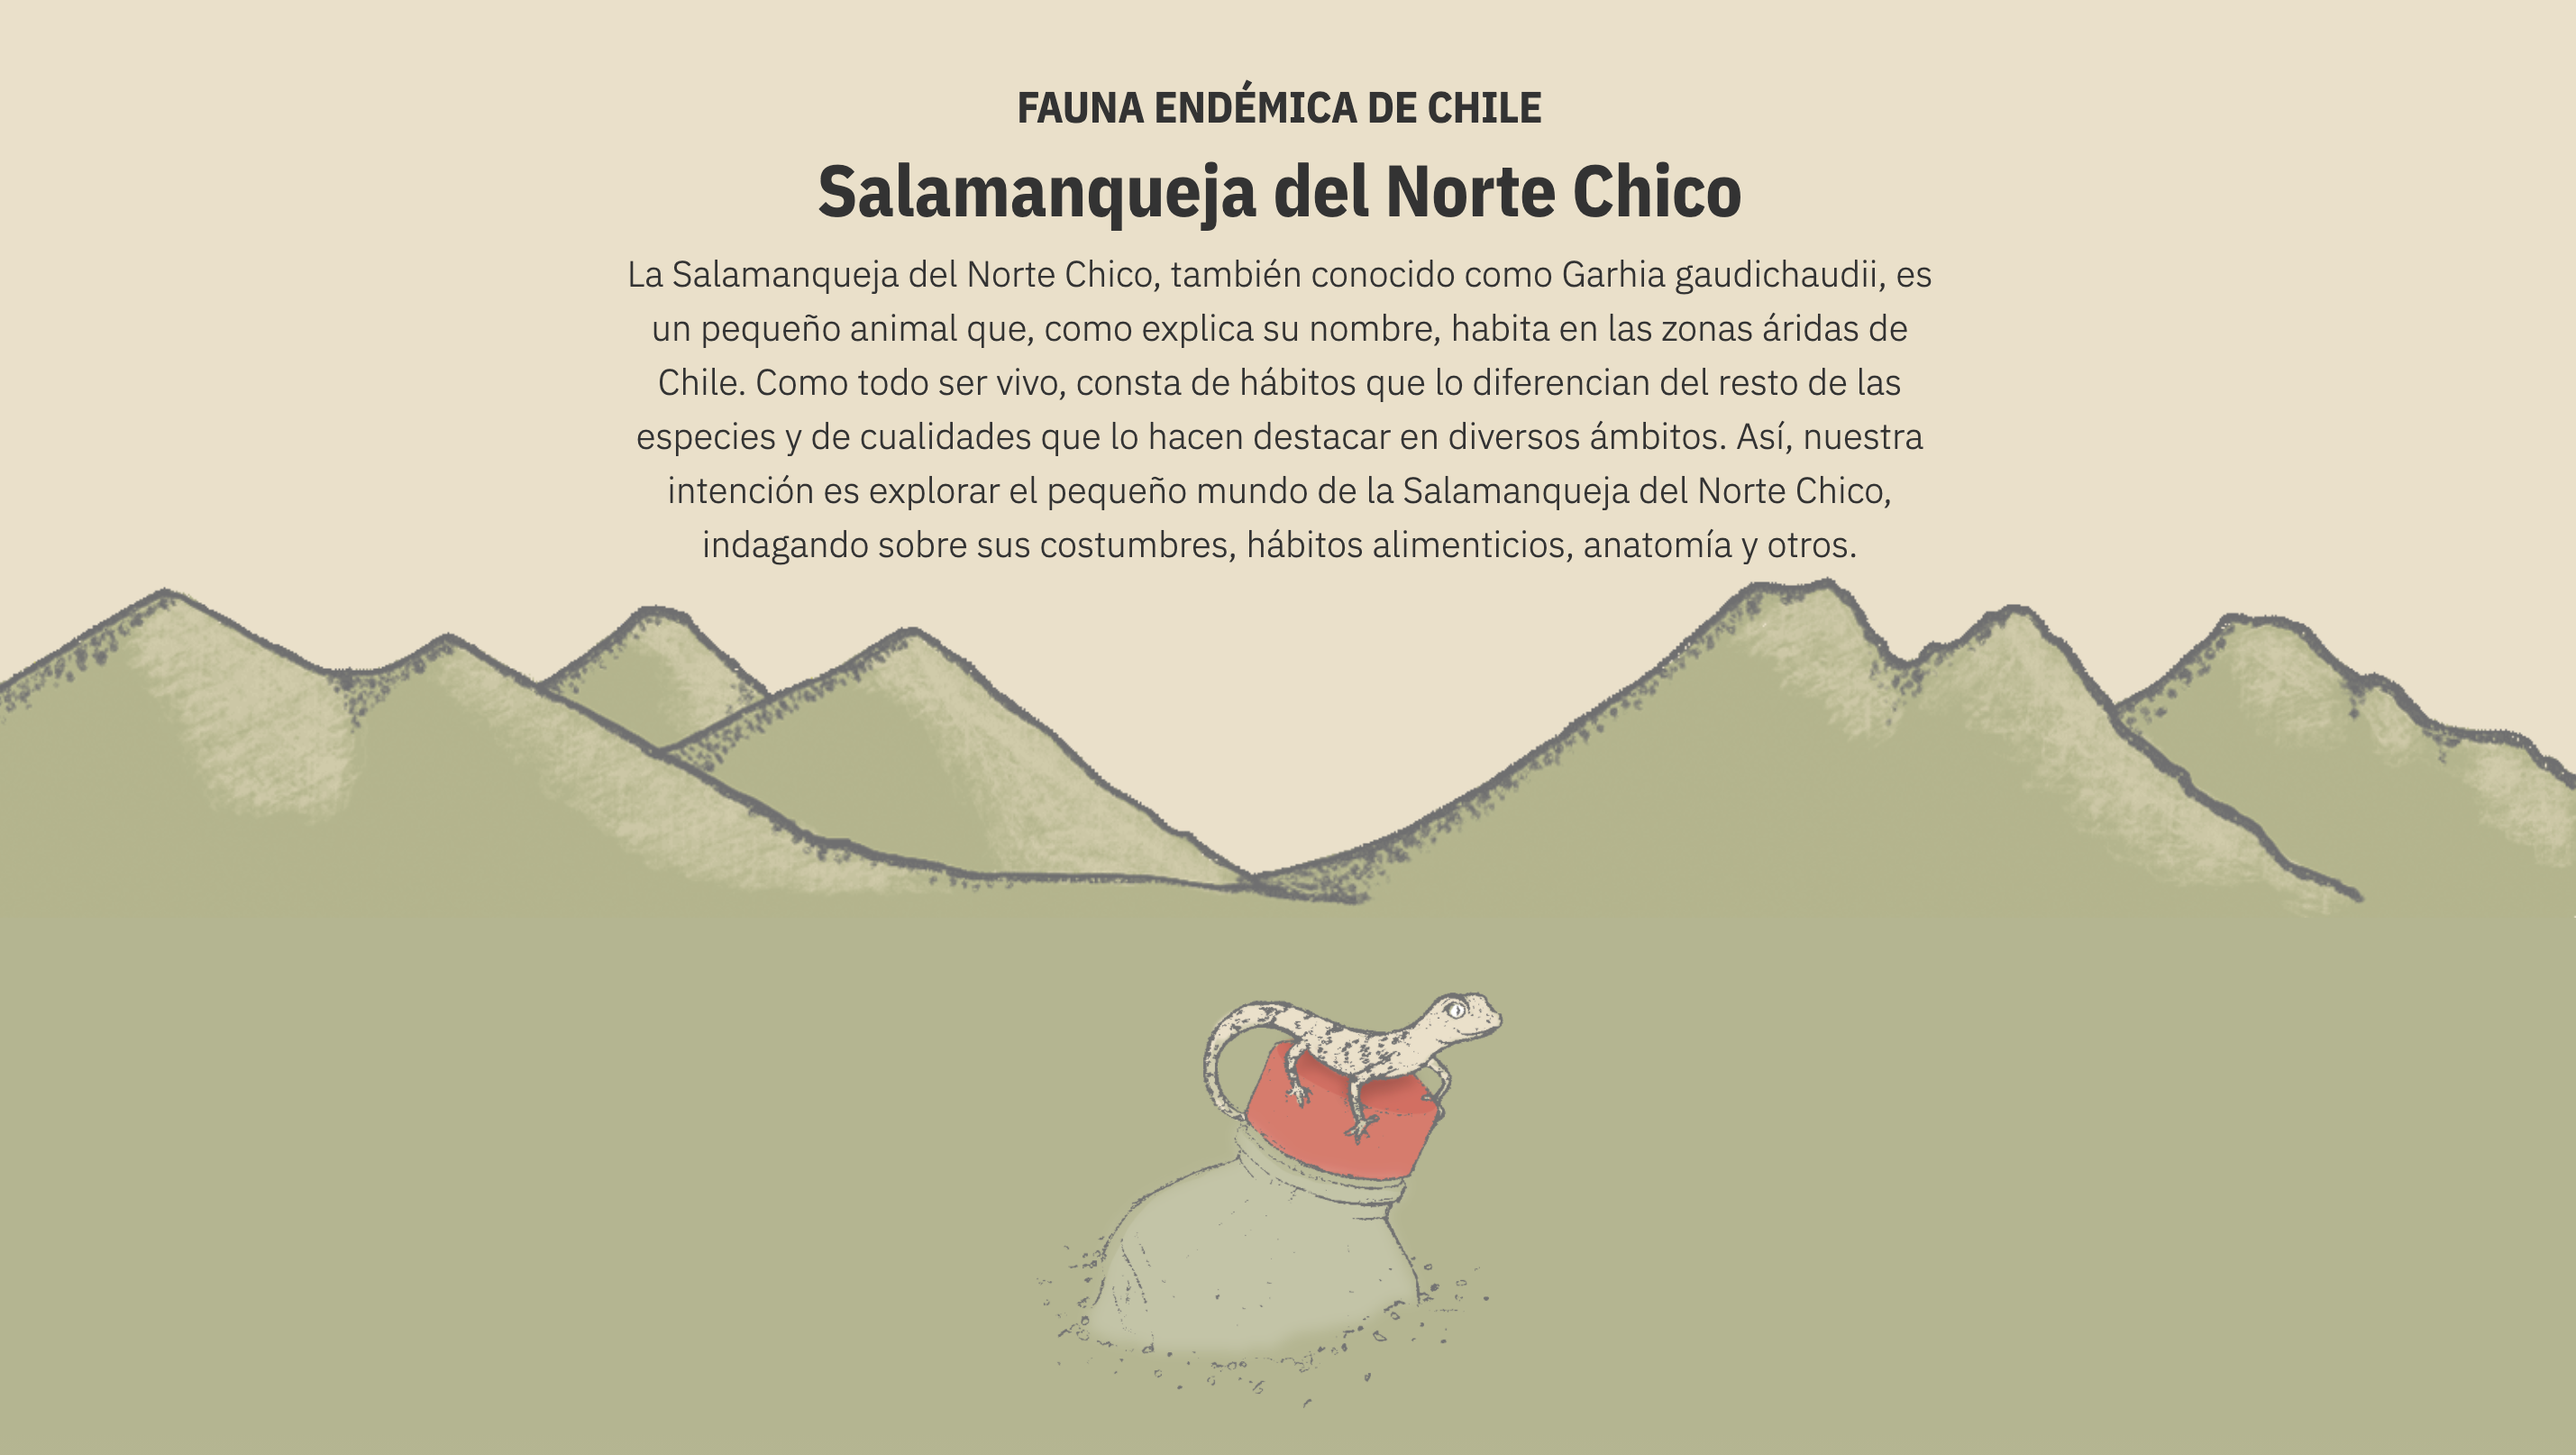 FAUNA ENDÉMICA DE CHILE
Salamanqueja del Norte Chico
La Salamanqueja del Norte Chico, también conocido como Garhia gaudichaudii, es
un pequeño animal que, como explica su nombre, habita en las zonas áridas de
Chile. Como todo ser vivo, consta de hábitos que lo diferencian del resto de las
especies y de cualidades que lo hacen destacar en diversos ámbitos. Así, nuestra
intención es explorar el pequeño mundo de la Salamanqueja del Norte Chico,
indagando sobre sus costumbres, hábitos alimenticios, anatomía y otros.